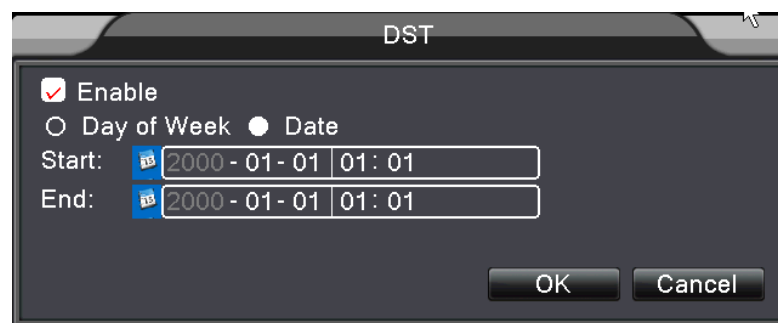 DST
Enable
Day of Week Date
Start: 2000-01-01 01:01
End: 2000-01-01 01:01
OK Cancel